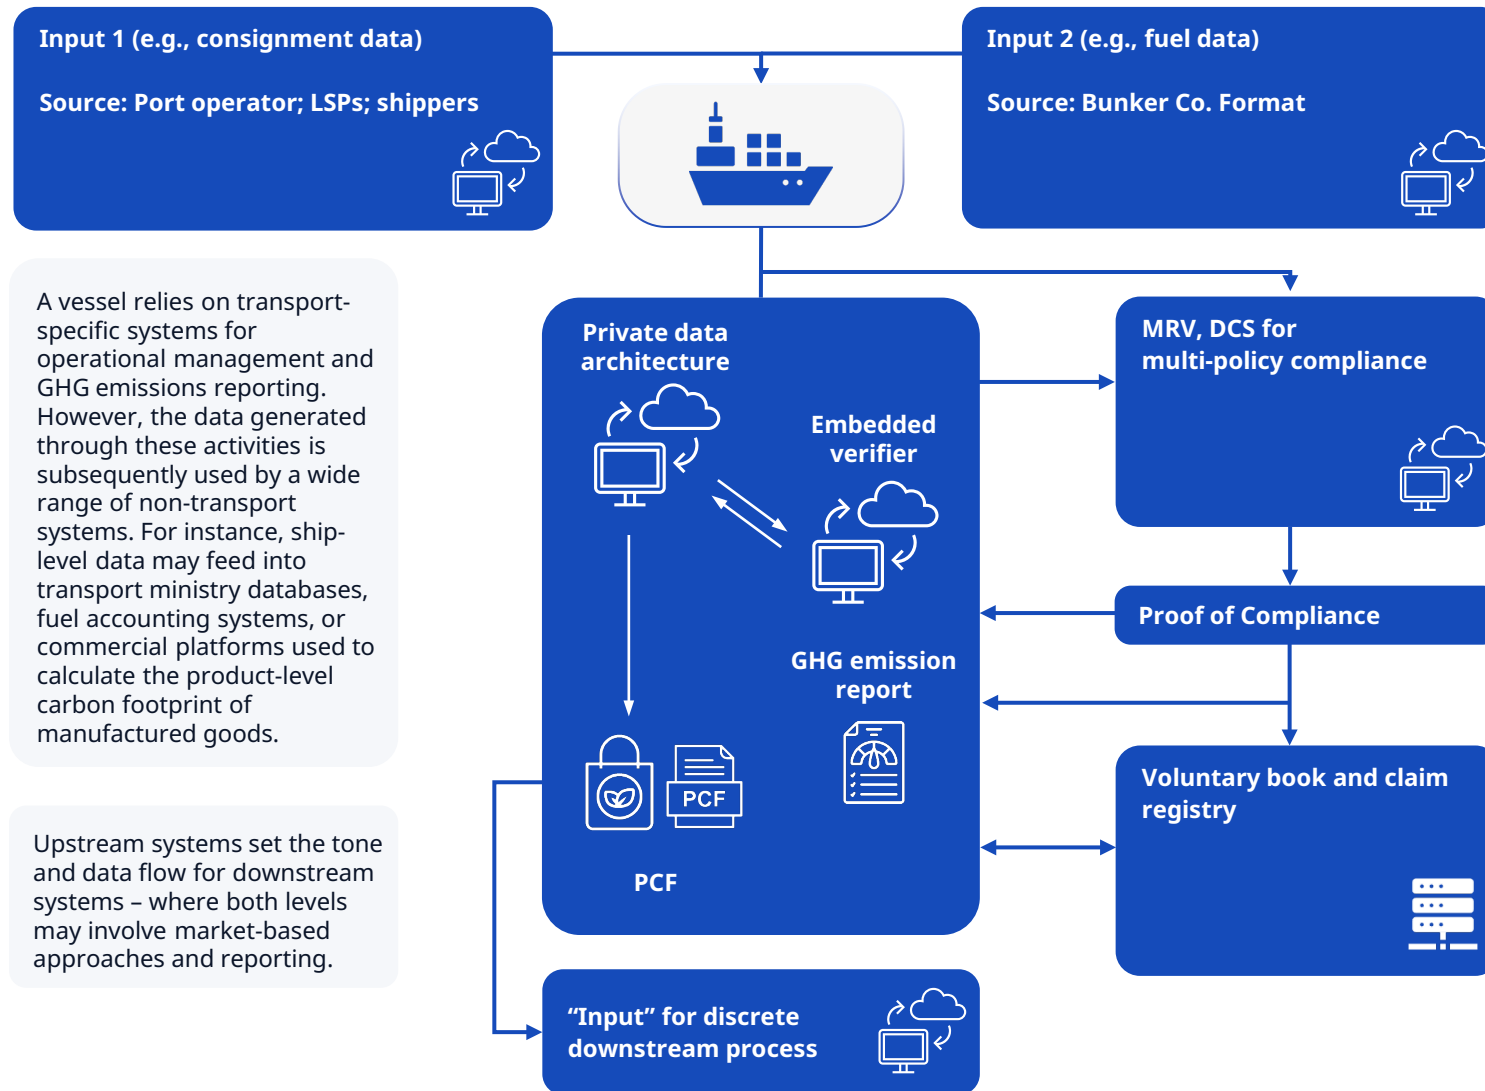 Input 1 (e.g., consignment data)
Source: Port operator; LSPs; shippers
Input 2 (e.g., fuel data)
Source: Bunker Co. Format
A vessel relies on transport-
specific systems for
operational management and
GHG emissions reporting.
However, the data generated
through these activities is
subsequently used by a wide
range of non-transport
systems. For instance, ship-
level data may feed into
transport ministry databases,
fuel accounting systems, or
commercial platforms used to
calculate the product-level
carbon footprint of
manufactured goods.
Upstream systems set the tone
and data flow for downstream
systems – where both levels
may involve market-based
approaches and reporting.
Private data
architecture
Embedded
verifier
GHG emission
report
PCF
PCF
MRV, DCS for
multi-policy compliance
Proof of Compliance
Voluntary book and claim
registry
“Input” for discrete
downstream process